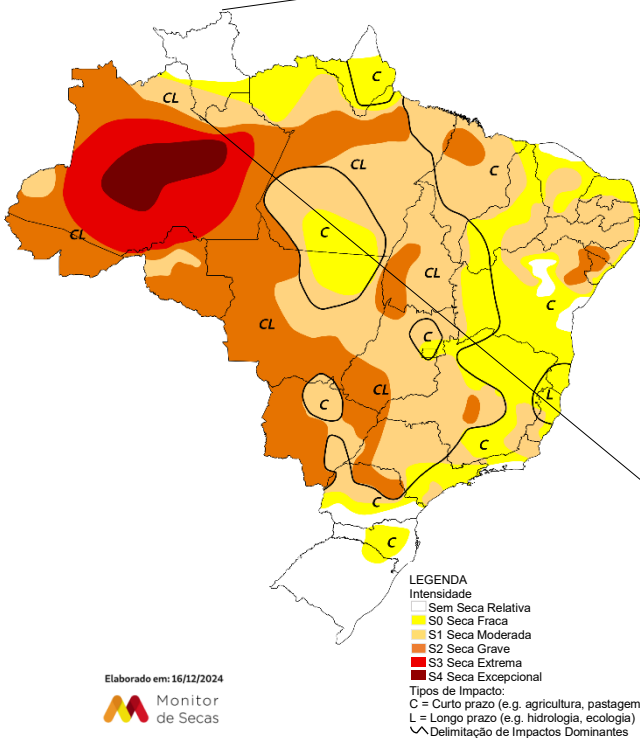 C
CL
CL
C
CL
C
CL
C
CL
C
CL
C
L
C
C
C
LEGENDA
Intensidade
Sem Seca Relativa
S0 Seca Fraca
S1 Seca Moderada
S2 Seca Grave
S3 Seca Extrema
S4 Seca Excepcional
Tipos de Impacto:
C = Curto prazo (e.g. agricultura, pastagem
L = Longo prazo (e.g. hidrologia, ecologia)
Delimitação de Impactos Dominantes
Elaborado em: 16/12/2024
Monitor
de Secas